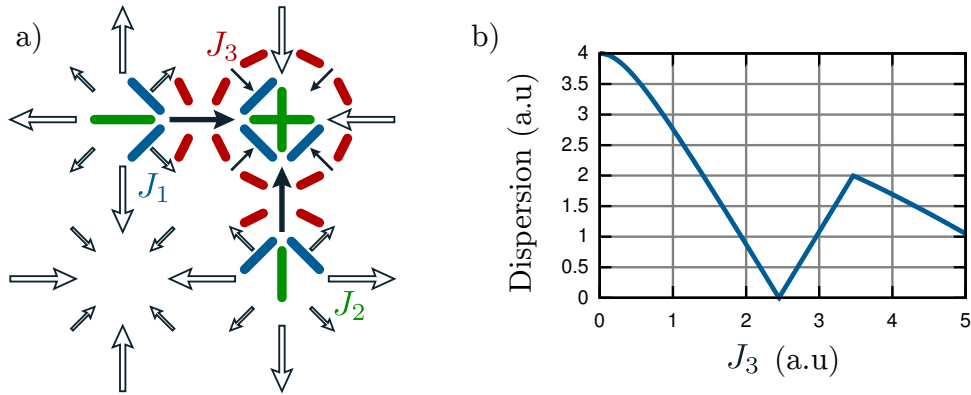 a)
J₃
J₁
J₂
b)
Dispersion (a.u)
4
3.5
3
2.5
2
1.5
1
0.5
0
0 1 2 3 4 5
J₃ (a.u)